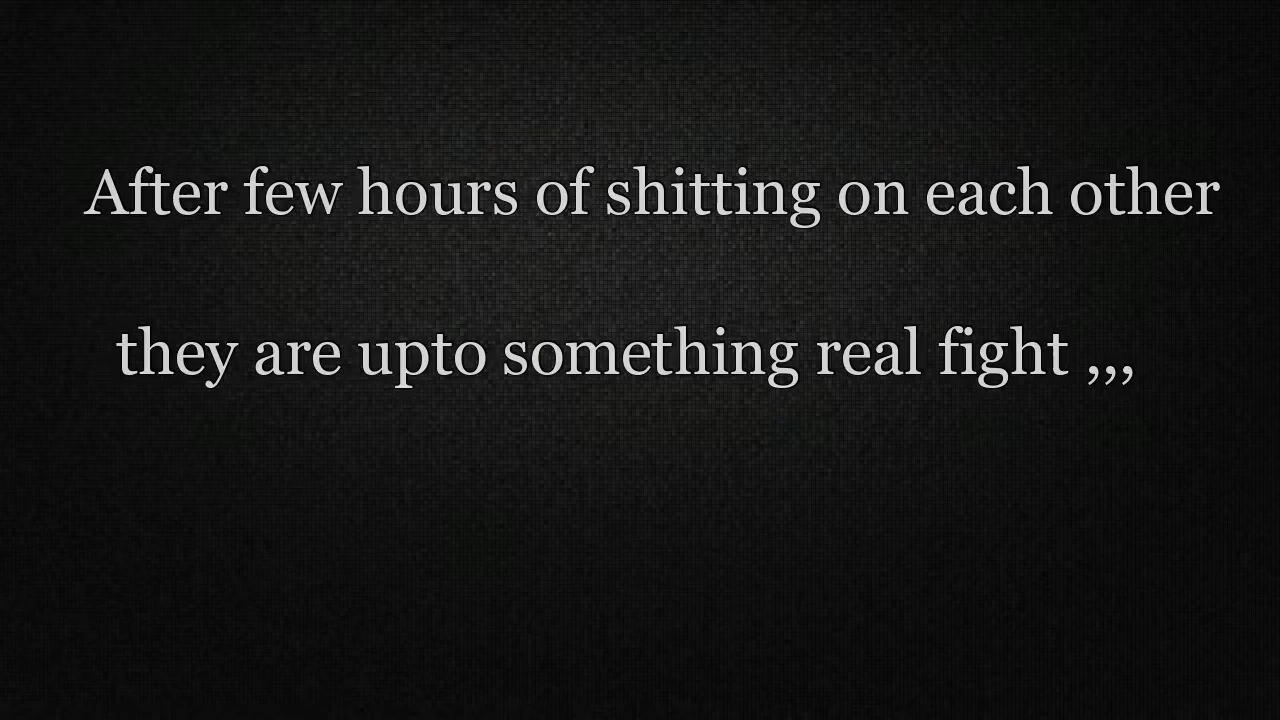 After few hours of shitting on each other
they are upto something real fight ,,,